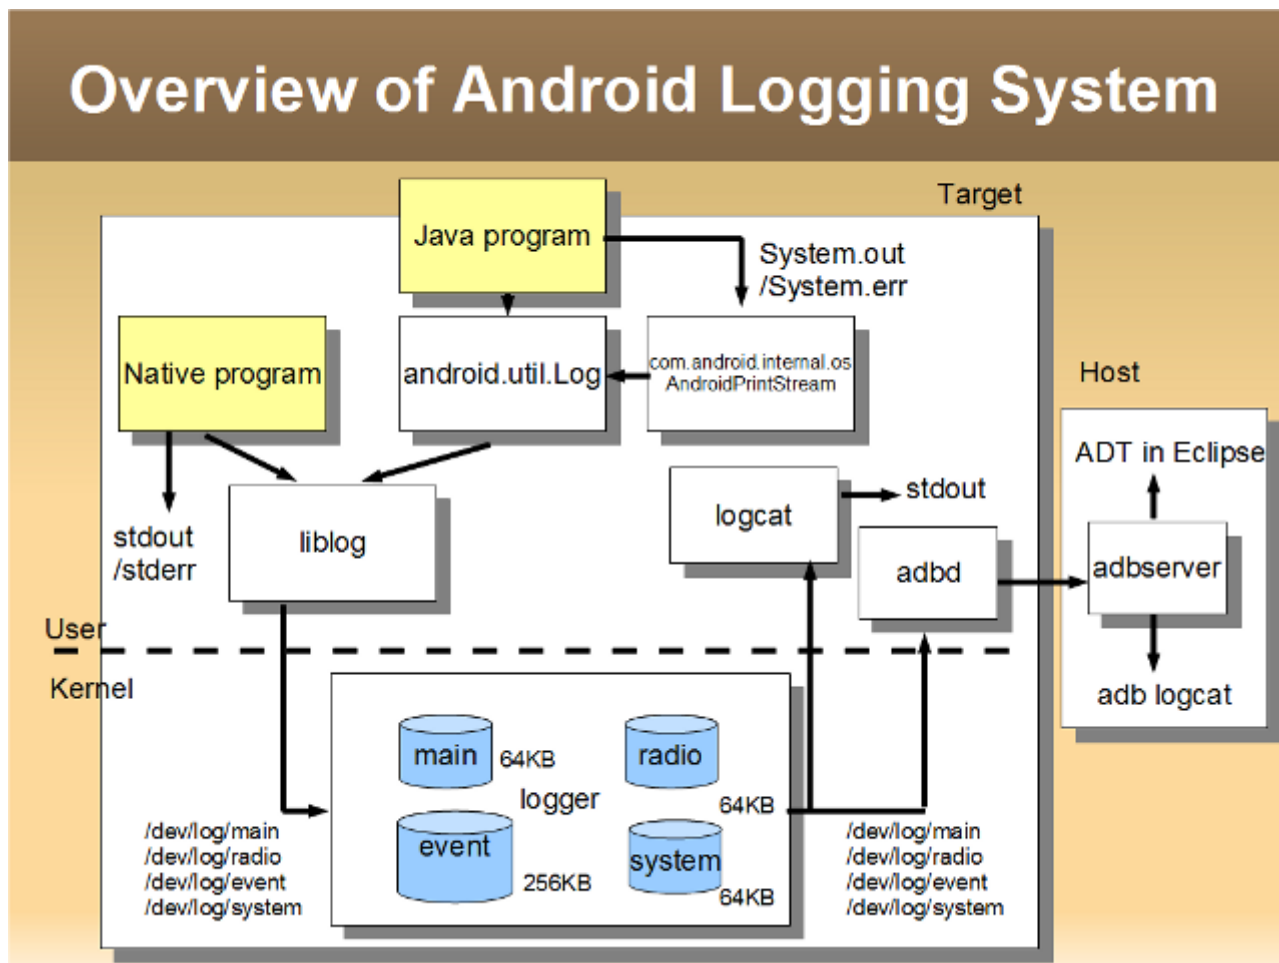 Overview of Android Logging System
Target
Java program
System.out
/System.err
Native program
android.util.Log
com.android.internal.os
AndroidPrintStream
Host
ADT in Eclipse
logcat
stdout
stdout
/stderr
liblog
adbd
adbserver
User
Kernel
adb logcat
main
64KB
radio
64KB
logger
event
256KB
system
64KB
/dev/log/main
/dev/log/radio
/dev/log/event
/dev/log/system
/dev/log/main
/dev/log/radio
/dev/log/event
/dev/log/system